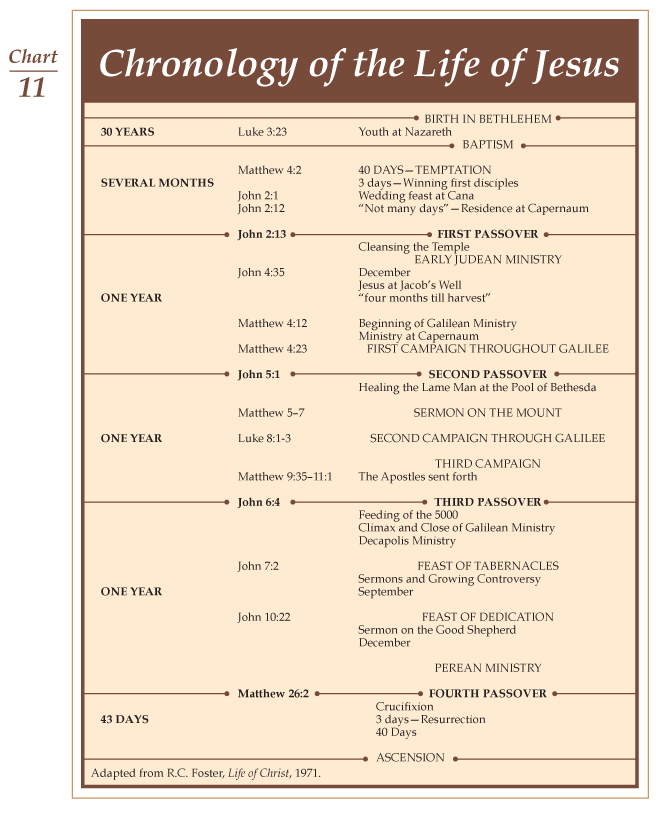 Chart
11
Chronology of the Life of Jesus
BIRTH IN BETHLEHEM
30 YEARS Luke 3:23 Youth at Nazareth
BAPTISM
Matthew 4:2 40 DAYS—TEMPTATION
SEVERAL MONTHS 3 days—Winning first disciples
John 2:1 Wedding feast at Cana
John 2:12 “Not many days”—Residence at Capernaum
John 2:13 FIRST PASSOVER
Cleansing the Temple
EARLY JUDEAN MINISTRY
John 4:35 December
Jesus at Jacob’s Well
ONE YEAR “four months till harvest”
Matthew 4:12 Beginning of Galilean Ministry
Ministry at Capernaum
Matthew 4:23 FIRST CAMPAIGN THROUGHOUT GALILEE
John 5:1 SECOND PASSOVER
Healing the Lame Man at the Pool of Bethesda
Matthew 5–7 SERMON ON THE MOUNT
ONE YEAR Luke 8:1-3 SECOND CAMPAIGN THROUGH GALILEE
THIRD CAMPAIGN
Matthew 9:35–11:1 The Apostles sent forth
John 6:4 THIRD PASSOVER
Feeding of the 5000
Climax and Close of Galilean Ministry
Decapolis Ministry
John 7:2 FEAST OF TABERNACLES
Sermons and Growing Controversy
ONE YEAR September
John 10:22 FEAST OF DEDICATION
Sermon on the Good Shepherd
December
PEREAN MINISTRY
Matthew 26:2 FOURTH PASSOVER
Crucifixion
43 DAYS 3 days—Resurrection
40 Days
ASCENSION
Adapted from R.C. Foster, Life of Christ, 1971.